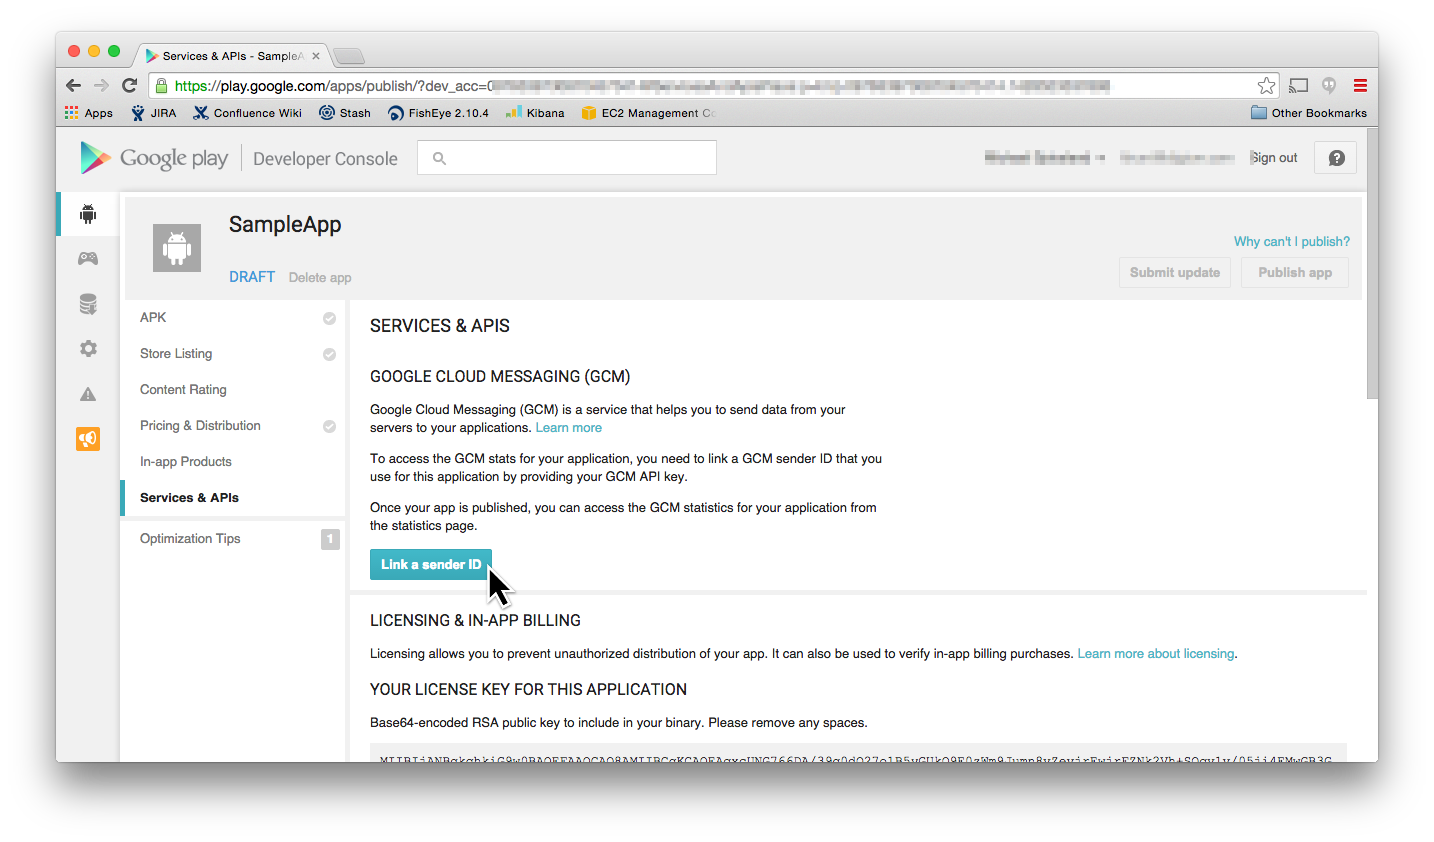 Services & APIs - SampleA
https://play.google.com/apps/publish/?dev_acc=0
Apps
JIRA
Confluence Wiki
Stash
FishEye 2.10.4
Kibana
EC2 Management Co
Other Bookmarks
Google play
Developer Console
Sign out
SampleApp
Why can't I publish?
DRAFT
Delete app
Submit update
Publish app
APK
Store Listing
Content Rating
Pricing & Distribution
In-app Products
Services & APIs
Optimization Tips
1
SERVICES & APIS
GOOGLE CLOUD MESSAGING (GCM)
Google Cloud Messaging (GCM) is a service that helps you to send data from your
servers to your applications. Learn more
To access the GCM stats for your application, you need to link a GCM sender ID that you
use for this application by providing your GCM API key.
Once your app is published, you can access the GCM statistics for your application from
the statistics page.
Link a sender ID
LICENSING & IN-APP BILLING
Licensing allows you to prevent unauthorized distribution of your app. It can also be used to verify in-app billing purchases. Learn more about licensing.
YOUR LICENSE KEY FOR THIS APPLICATION
Base64-encoded RSA public key to include in your binary. Please remove any spaces.